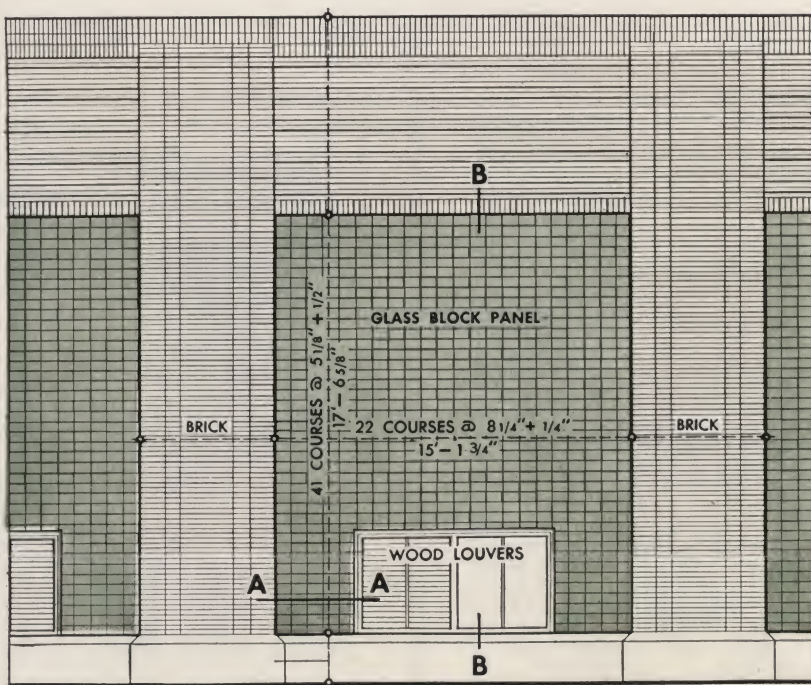 B
GLASS BLOCK PANEL
41 COURSES @ 5 1/8" + 1/2"
17' - 6 5/8"
BRICK
22 COURSES @ 8 1/4" + 1/4"
15' - 1 3/4"
BRICK
WOOD LOUVERS
A
A
B